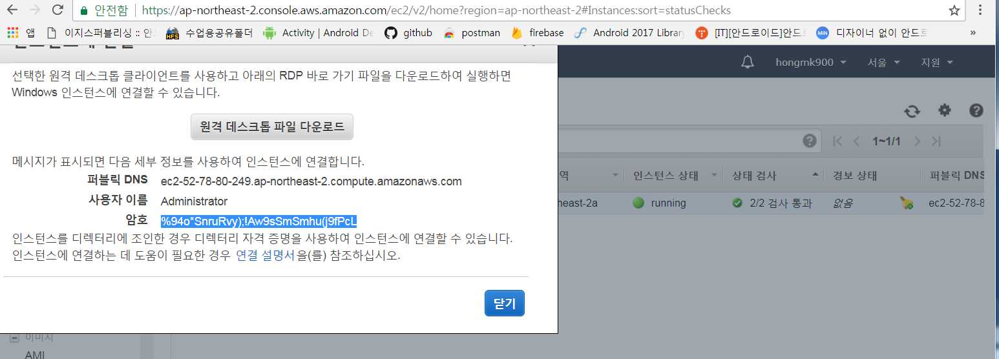 안전함 https://ap-northeast-2.console.aws.amazon.com/ec2/v2/home?region=ap-northeast-2#Instances:sort=statusChecks
앱 이지스퍼블리싱 :: 수업용공유폴더 Activity | Android De github postman firebase Android 2017 Library [IT][안드로이드]안드로 MIN 디자이너 없이 안드로 »
hongmk900 서울 지원
선택한 원격 데스크톱 클라이언트를 사용하고 아래의 RDP 바로 가기 파일을 다운로드하여 실행하면
Windows 인스턴스에 연결할 수 있습니다.
원격 데스크톱 파일 다운로드
1~1/1
메시지가 표시되면 다음 세부 정보를 사용하여 인스턴스에 연결합니다.
퍼블릭 DNS ec2-52-78-80-249.ap-northeast-2.compute.amazonaws.com
역 인스턴스 상태 상태 검사 경보 상태 퍼블릭 DNS
사용자 이름 Administrator
heast-2a running 2/2 검사 통과 없음 ec2-52-78-8
암호 %94o*SnruRvy);!Aw9sSmSmhu(j9fPcL
인스턴스를 디렉터리에 조인한 경우 디렉터리 자격 증명을 사용하여 인스턴스에 연결할 수 있습니다.
인스턴스에 연결하는 데 도움이 필요한 경우 연결 설명서을(를) 참조하십시오.
닫기
이미지
AMI